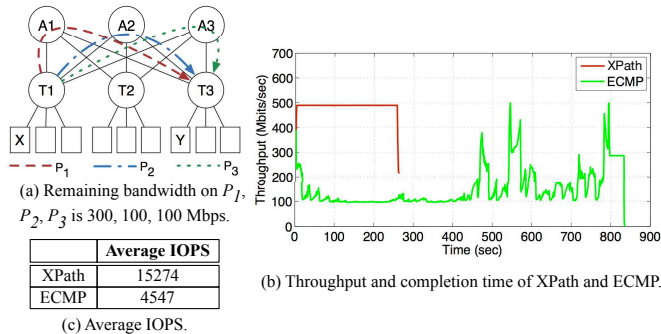 A1 A2 A3
T1 T2 T3
X Y
P1 P2 P3
(a) Remaining bandwidth on P1,
P2, P3 is 300, 100, 100 Mbps.
Average IOPS
XPath 15274
ECMP 4547
(c) Average IOPS.
700
600
500
400
300
200
100
0
Throughput (Mbits/sec)
XPath
ECMP
0 100 200 300 400 500 600 700 800 900
Time (sec)
(b) Throughput and completion time of XPath and ECMP.